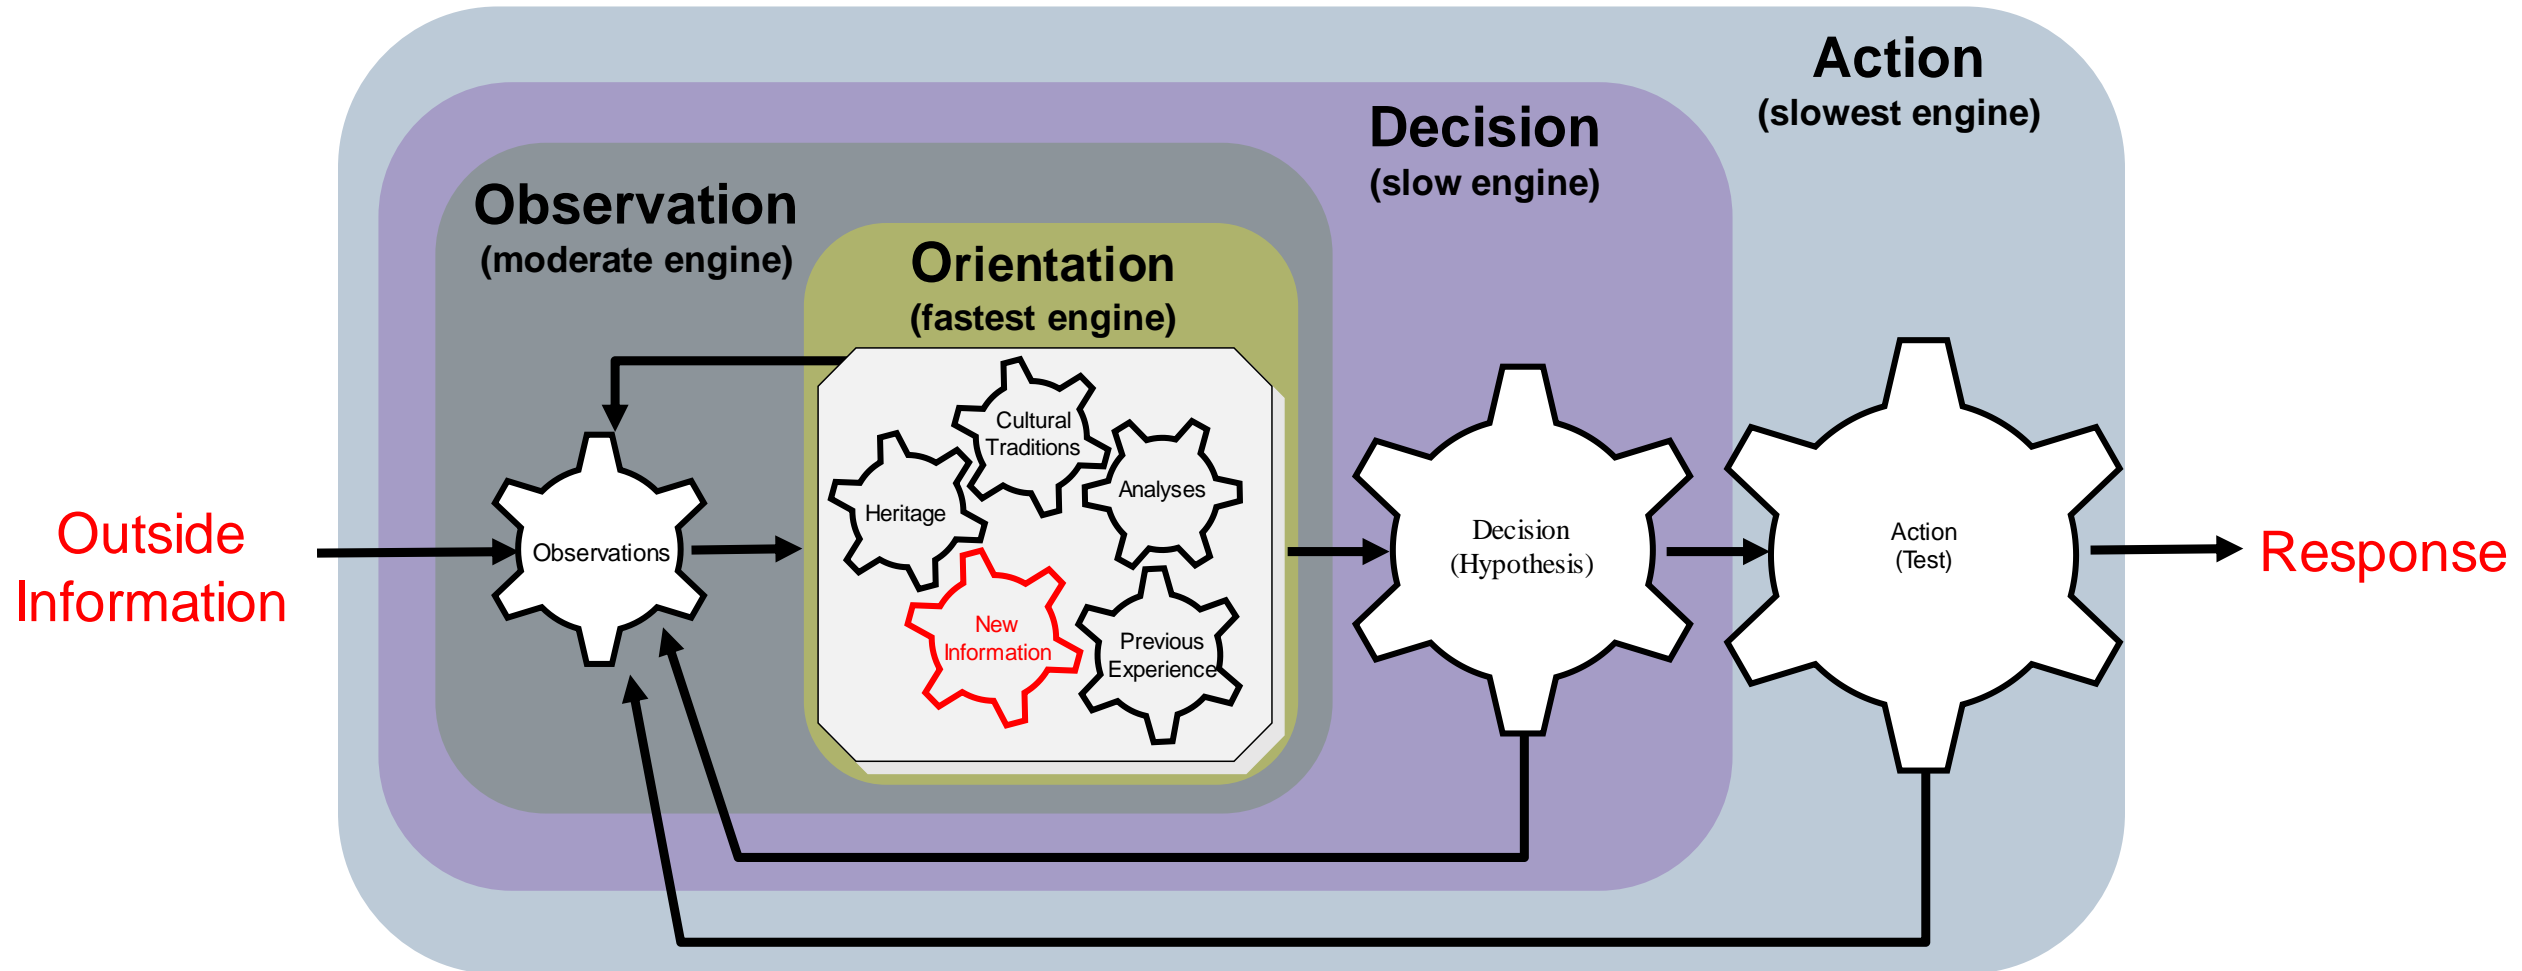 Action
(slowest engine)
Decision
(slow engine)
Observation
(moderate engine)
Orientation
(fastest engine)
Cultural
Traditions
Analyses
Heritage
Outside
Information
Observations
New
Information
Previous
Experience
Decision
(Hypothesis)
Action
(Test)
Response